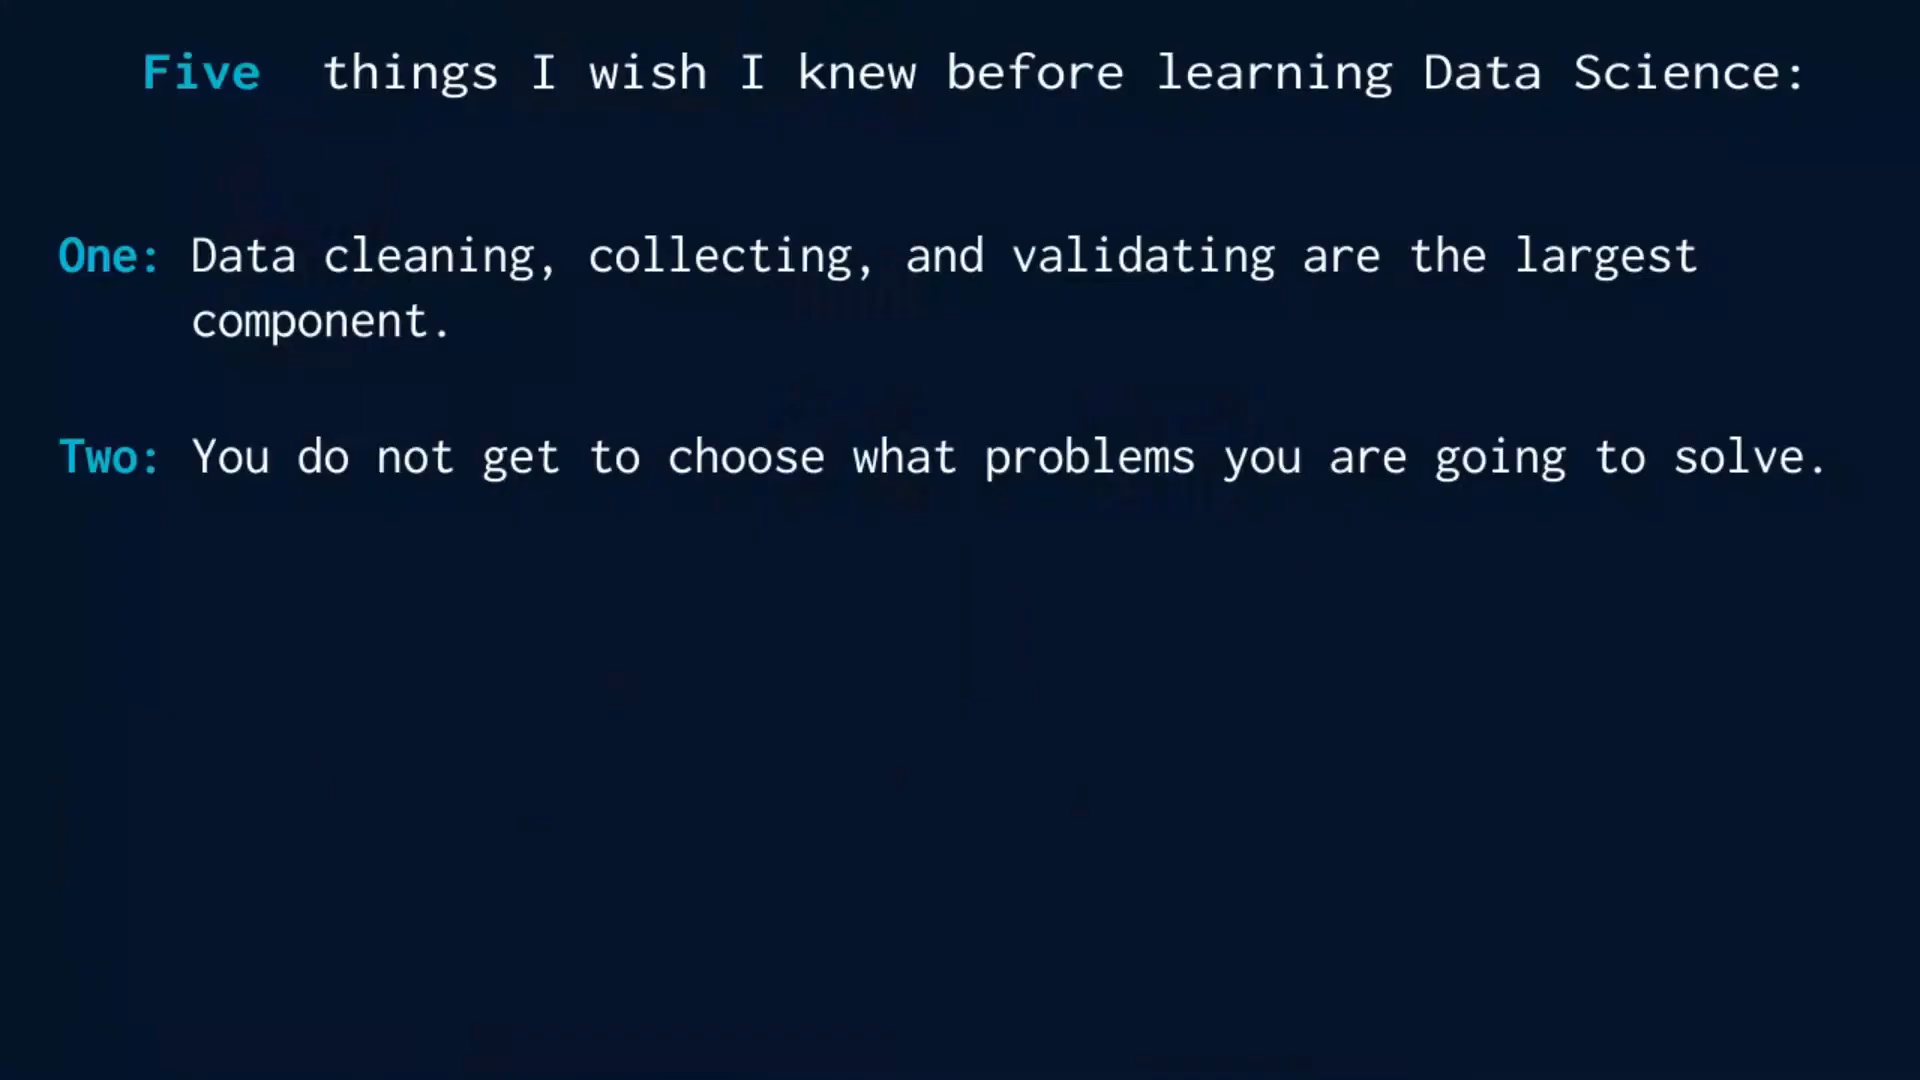 Five things I wish I knew before learning Data Science:
One: Data cleaning, collecting, and validating are the largest
component.
Two: You do not get to choose what problems you are going to solve.